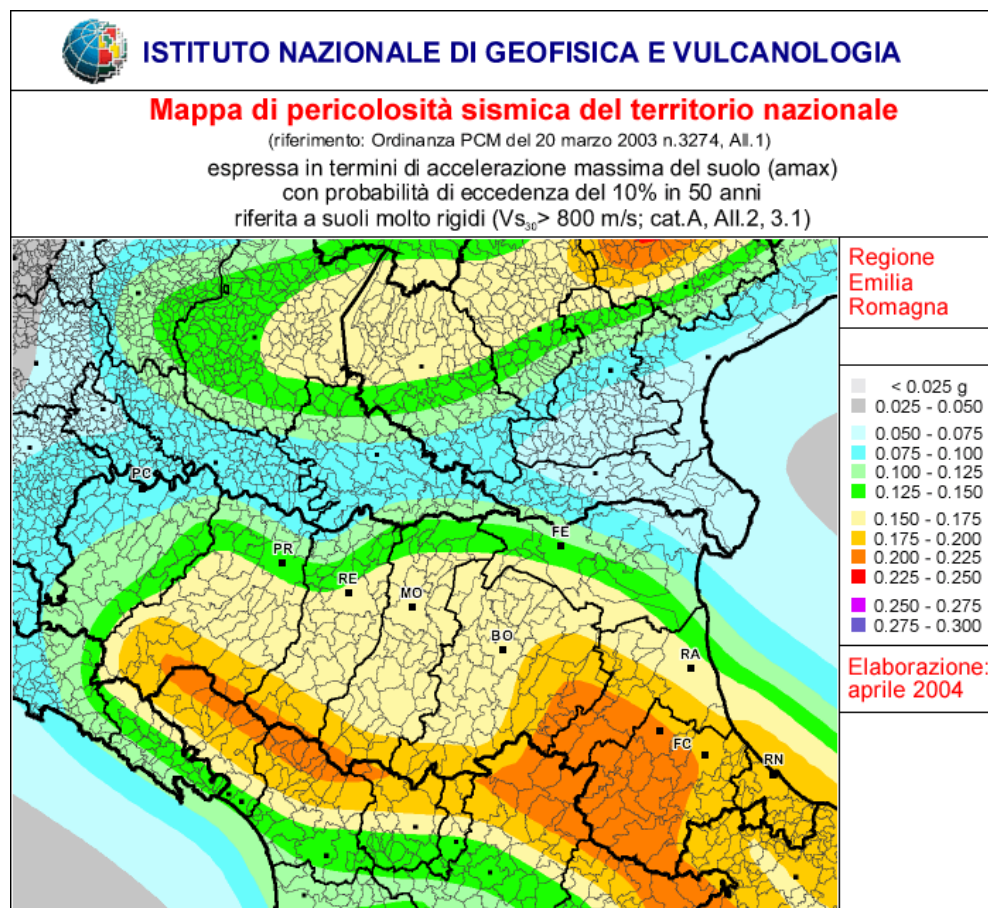 ISTITUTO NAZIONALE DI GEOFISICA E VULCANOLOGIA
Mappa di pericolosità sismica del territorio nazionale
(riferimento: Ordinanza PCM del 20 marzo 2003 n.3274, All.1)
espressa in termini di accelerazione massima del suolo (amax)
con probabilità di eccedenza del 10% in 50 anni
riferita a suoli molto rigidi (Vs₃₀> 800 m/s; cat.A, All.2, 3.1)
Regione
Emilia
Romagna
< 0.025 g
0.025 - 0.050
0.050 - 0.075
0.075 - 0.100
0.100 - 0.125
0.125 - 0.150
0.150 - 0.175
0.175 - 0.200
0.200 - 0.225
0.225 - 0.250
0.250 - 0.275
0.275 - 0.300
Elaborazione:
aprile 2004
PC
PR
RE
MO
FE
BO
RA
FC
RN